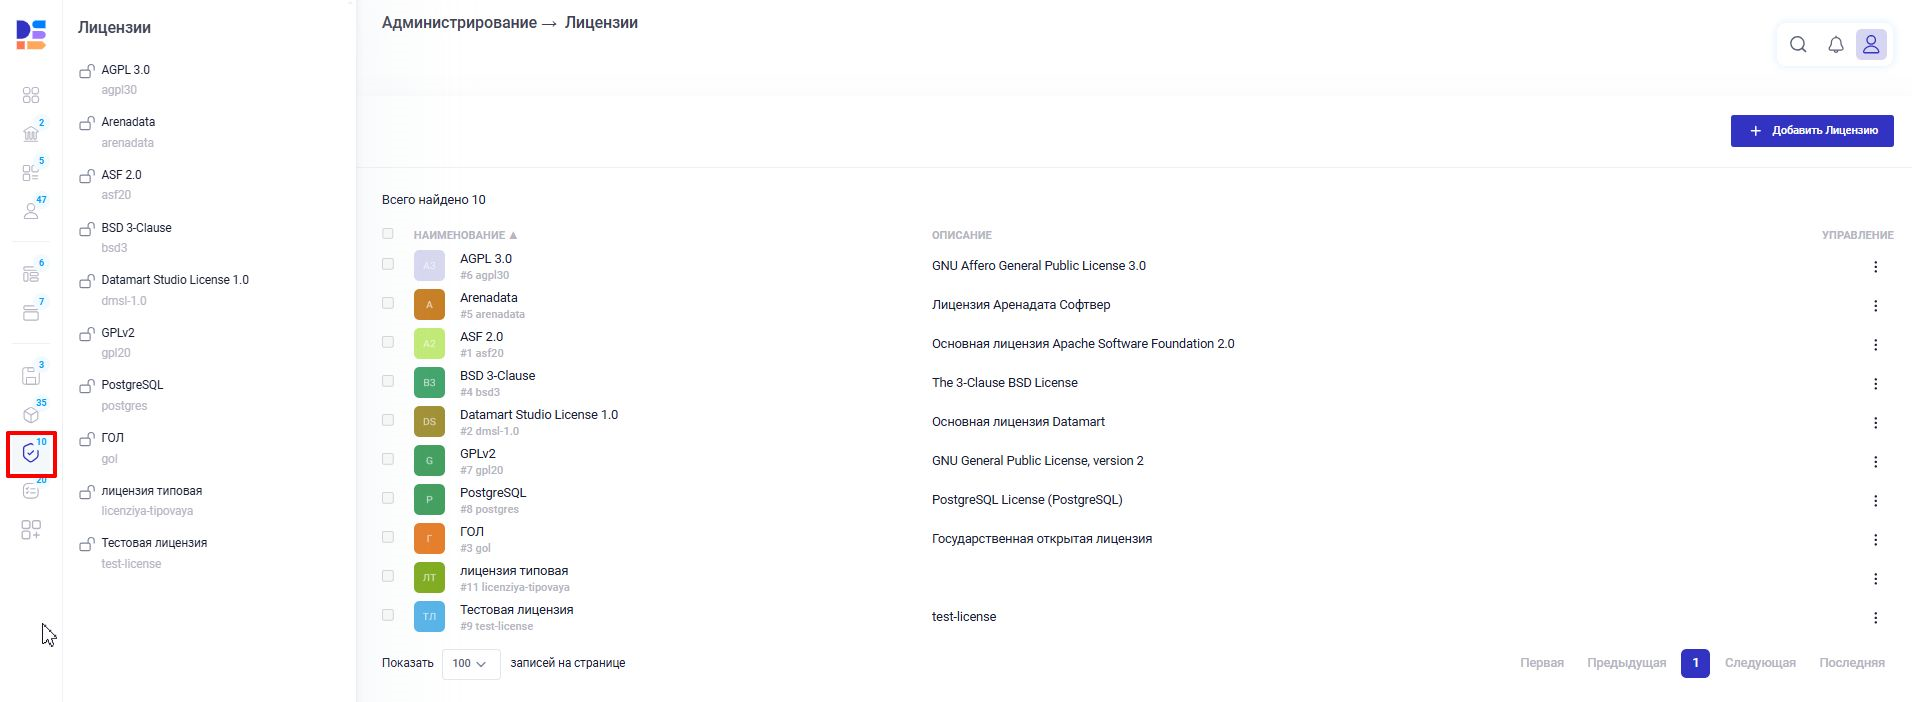 2
5
47
6
7
3
35
10
20
Лицензии
AGPL 3.0
agpl30
Arenadata
arenadata
ASF 2.0
asf20
BSD 3-Clause
bsd3
Datamart Studio License 1.0
dmsl-1.0
GPLv2
gpl20
PostgreSQL
postgres
ГОЛ
gol
лицензия типовая
licenziya-tipovaya
Тестовая лицензия
test-license
Администрирование → Лицензии
+ Добавить Лицензию
Всего найдено 10
НАИМЕНОВАНИЕ ▲ ОПИСАНИЕ УПРАВЛЕНИЕ
A3 AGPL 3.0 GNU Affero General Public License 3.0
#6 agpl30
A Arenadata Лицензия Аренадата Софтвер
#5 arenadata
A2 ASF 2.0 Основная лицензия Apache Software Foundation 2.0
#1 asf20
B3 BSD 3-Clause The 3-Clause BSD License
#4 bsd3
DS Datamart Studio License 1.0 Основная лицензия Datamart
#2 dmsl-1.0
G GPLv2 GNU General Public License, version 2
#7 gpl20
P PostgreSQL PostgreSQL License (PostgreSQL)
#8 postgres
Г ГОЛ Государственная открытая лицензия
#3 gol
ЛТ лицензия типовая
#11 licenziya-tipovaya
ТЛ Тестовая лицензия test-license
#9 test-license
Показать 100 записей на странице Первая Предыдущая 1 Следующая Последняя